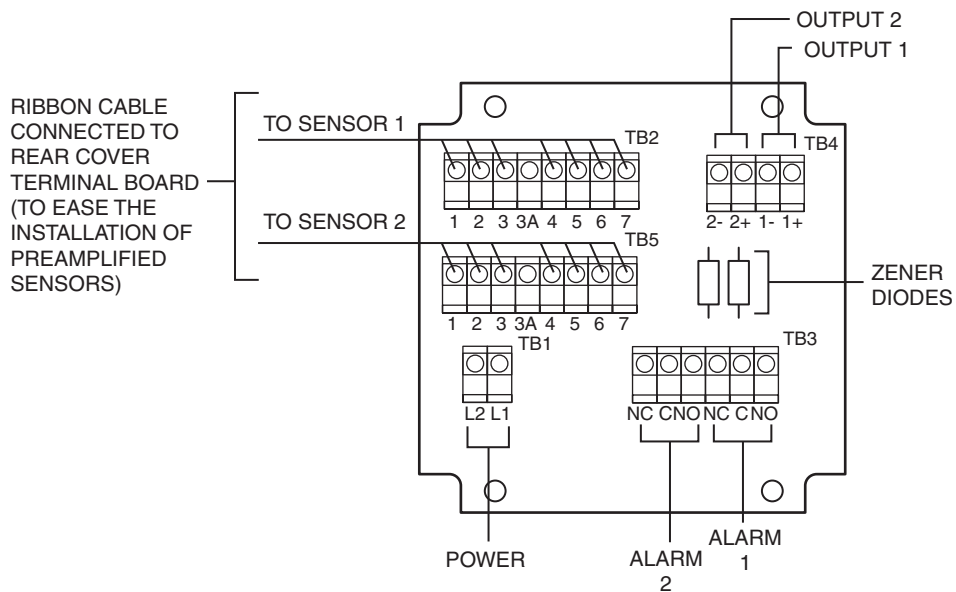 OUTPUT 2
OUTPUT 1
RIBBON CABLE
CONNECTED TO
REAR COVER
TERMINAL BOARD
(TO EASE THE
INSTALLATION OF
PREAMPLIFIED
SENSORS)
TO SENSOR 1
TB2
1 2 3 3A 4 5 6 7
TB4
2- 2+ 1- 1+
TO SENSOR 2
TB5
1 2 3 3A 4 5 6 7
ZENER
DIODES
TB1
L2 L1
TB3
NC C NO NC C NO
POWER
ALARM
2
ALARM
1